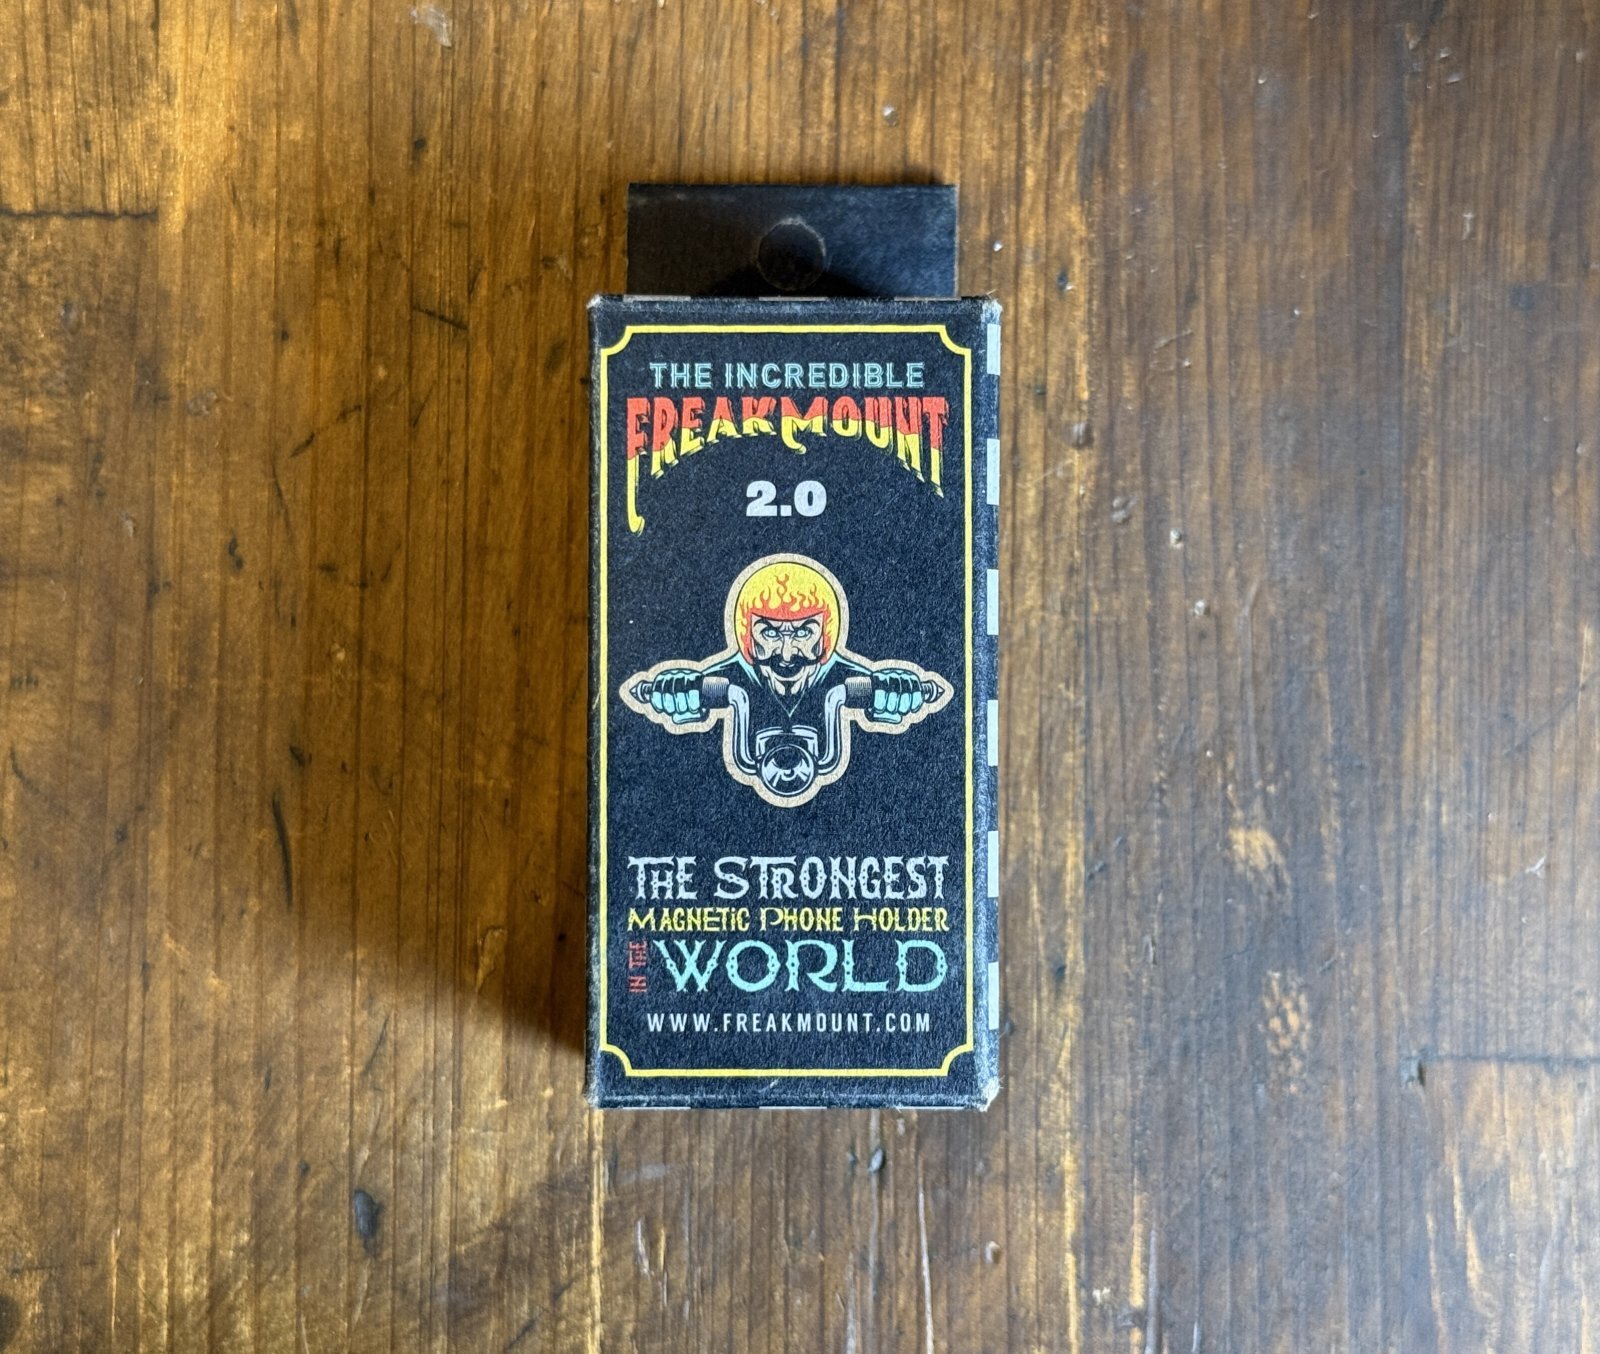 THE INCREDIBLE
FREAKMOUNT
2.0
THE STRONGEST
MAGNETIC PHONE HOLDER
IN THE WORLD
WWW.FREAKMOUNT.COM